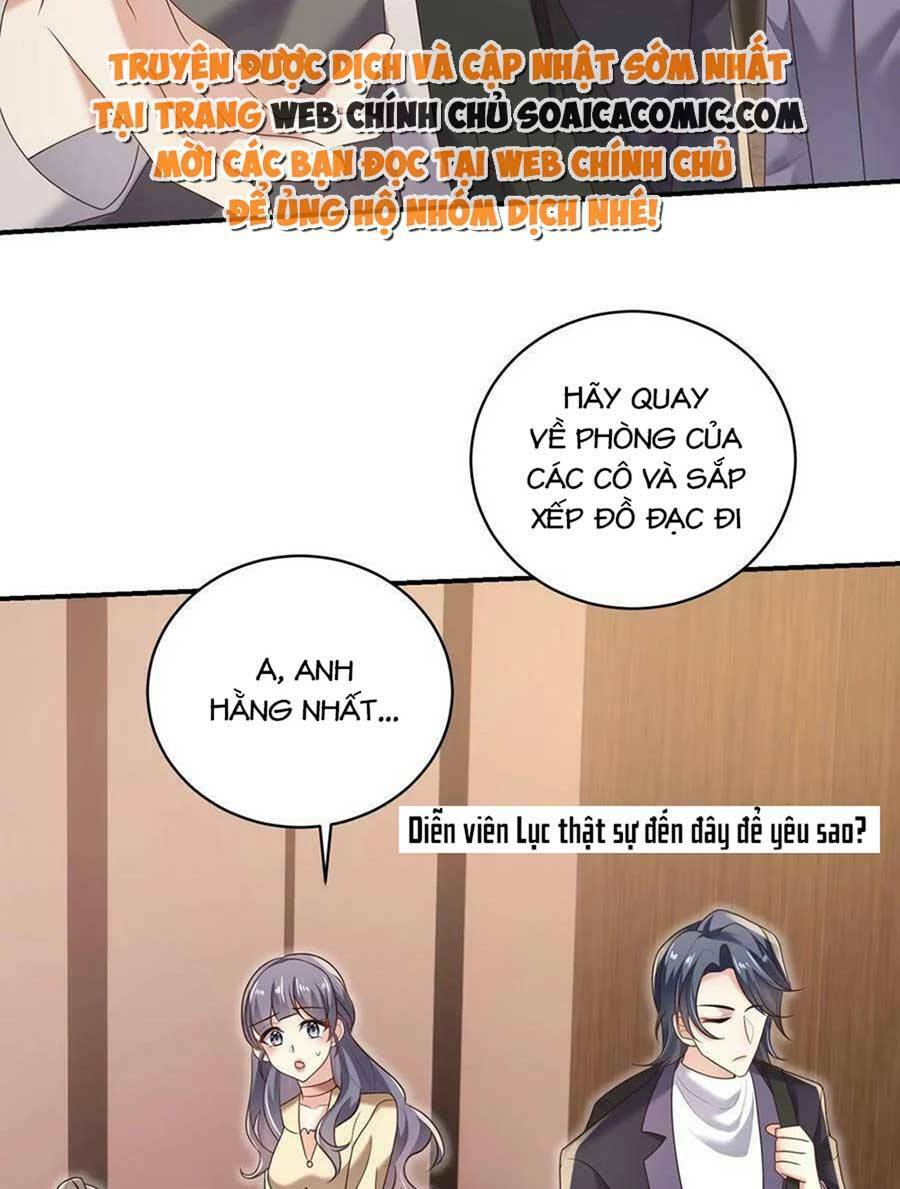 TRUYỆN ĐƯỢC DỊCH VÀ CẬP NHẬT SỚM NHẤT
TẠI TRANG WEB CHÍNH CHỦ SOAICACOMIC.COM
MỜI CÁC BẠN ĐỌC TẠI WEB CHÍNH CHỦ
ĐỂ ỦNG HỘ NHÓM DỊCH NHÉ!
HÃY QUAY
VỀ PHÒNG CỦA
CÁC CÔ VÀ SẮP
XẾP ĐỒ ĐẠC ĐI
A, ANH
HẰNG NHẤT...
Diễn viên Lục thật sự đến đây để yêu sao?